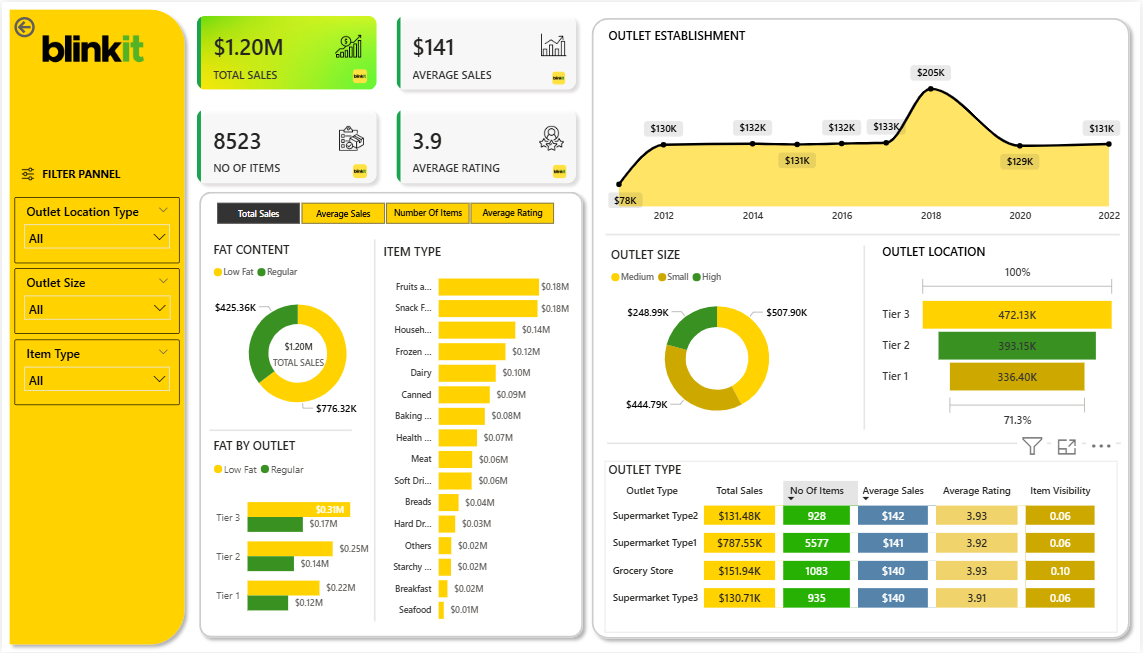 blinkit
FILTER PANNEL
Outlet Location Type
All
Outlet Size
All
Item Type
All
$1.20M
TOTAL SALES
blinkit
$141
AVERAGE SALES
blinkit
8523
NO OF ITEMS
blinkit
3.9
AVERAGE RATING
blinkit
Total Sales
Average Sales
Number Of Items
Average Rating
FAT CONTENT
Low Fat Regular
$425.36K
$1.20M
TOTAL SALES
$776.32K
FAT BY OUTLET
Low Fat Regular
Tier 3 $0.31M
$0.17M
Tier 2 $0.25M
$0.14M
Tier 1 $0.22M
$0.12M
ITEM TYPE
Fruits a... $0.18M
Snack F... $0.18M
Househ... $0.14M
Frozen ... $0.12M
Dairy $0.10M
Canned $0.09M
Baking ... $0.08M
Health ... $0.07M
Meat $0.06M
Soft Dri... $0.06M
Breads $0.04M
Hard Dr... $0.03M
Others $0.02M
Starchy ... $0.02M
Breakfast $0.02M
Seafood $0.01M
OUTLET ESTABLISHMENT
$78K
$130K
$132K
$131K
$132K
$133K
$205K
$129K
$131K
2012 2014 2016 2018 2020 2022
OUTLET SIZE
Medium Small High
$248.99K
$507.90K
$444.79K
OUTLET LOCATION
100%
Tier 3 472.13K
Tier 2 393.15K
Tier 1 336.40K
71.3%
OUTLET TYPE
Outlet Type Total Sales No Of Items Average Sales Average Rating Item Visibility
Supermarket Type2 $131.48K 928 $142 3.93 0.06
Supermarket Type1 $787.55K 5577 $141 3.92 0.06
Grocery Store $151.94K 1083 $140 3.93 0.10
Supermarket Type3 $130.71K 935 $140 3.91 0.06